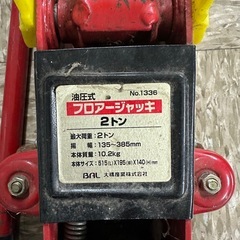 油圧式 No.1336
フロアージャッキ
2トン
最大荷重:2トン
揚 幅:135～385mm
本体質量:10.2kg
本体サイズ:515(L)×195(W)×140(H)mm
BAL 大橋産業株式会社